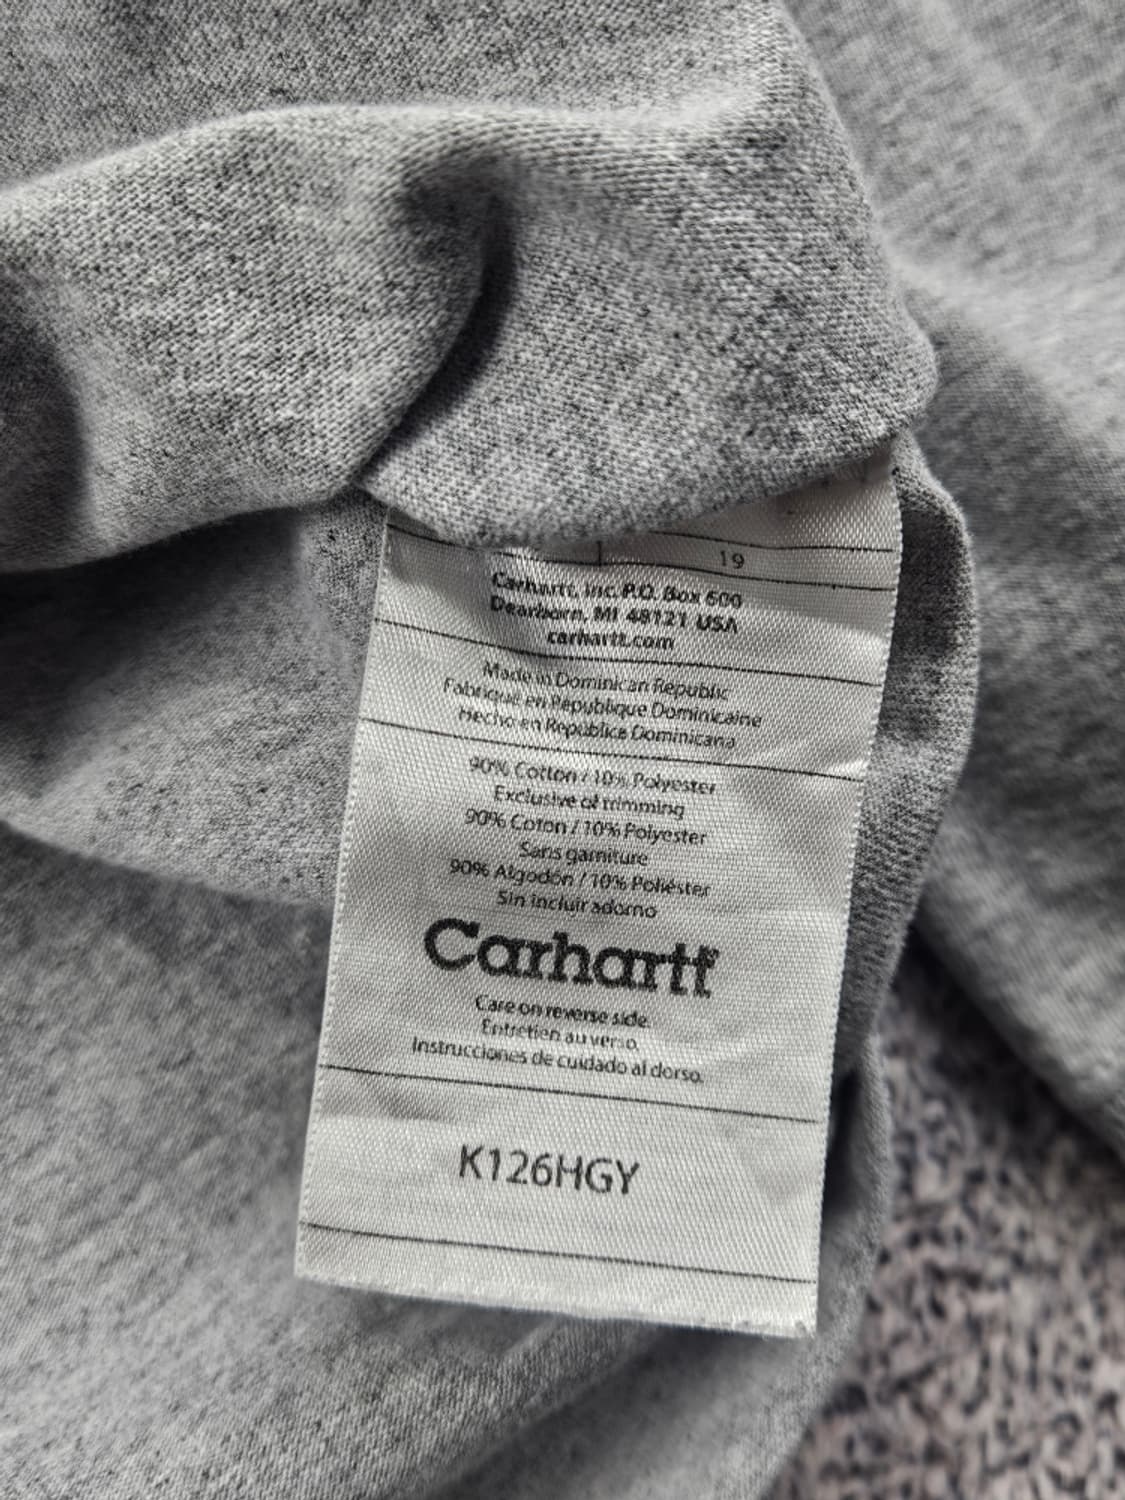 19
Carhartt, Inc. P.O. Box 600
Dearborn, MI 48121 USA
carhartt.com
Made in Dominican Republic
Fabriqué en République Dominicaine
Hecho en República Dominicana
90% Cotton / 10% Polyester
Exclusive of trimming
90% Coton / 10% Polyester
Sans garniture
90% Algodón / 10% Poliéster
Sin incluir adorno
Carhartt
Care on reverse side.
Entretien au verso.
Instrucciones de cuidado al dorso.
K126HGY